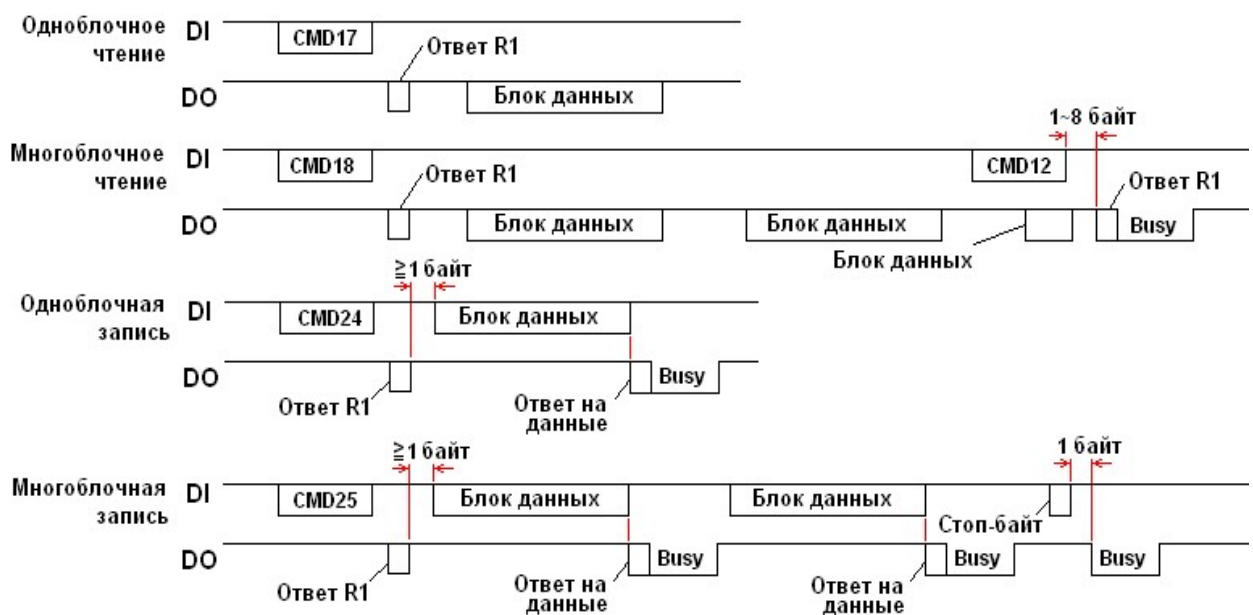 Одноблочное
чтение
DI
CMD17
Ответ R1
DO
Блок данных
1~8 байт
Многоблочное
чтение
DI
CMD18
CMD12
Ответ R1
Ответ R1
DO
Блок данных
Блок данных
Busy
Блок данных
≧1 байт
Одноблочная
запись
DI
CMD24
Блок данных
DO
Busy
Ответ R1
Ответ на
данные
≧1 байт
1 байт
Многоблочная
запись
DI
CMD25
Блок данных
Блок данных
Стоп-байт
DO
Busy
Busy
Busy
Ответ R1
Ответ на
данные
Ответ на
данные